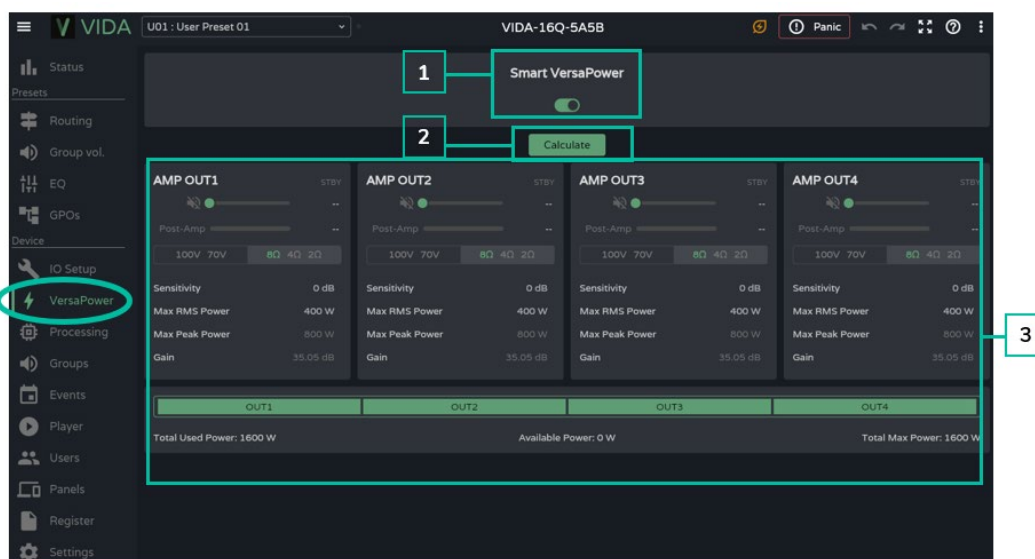 VIDA U01 : User Preset 01 VIDA-16Q-5A5B Panic
Status
Presets
Routing
Group vol.
EQ
GPOs
Device
IO Setup
VersaPower
Processing
Groups
Events
Player
Users
Panels
Register
Settings
1
Smart VersaPower
2
Calculate
3
AMP OUT1 STBY
--
Post-Amp --
100V 70V 8Ω 4Ω 2Ω
Sensitivity 0 dB
Max RMS Power 400 W
Max Peak Power 800 W
Gain 35.05 dB
AMP OUT2 STBY
--
Post-Amp --
100V 70V 8Ω 4Ω 2Ω
Sensitivity 0 dB
Max RMS Power 400 W
Max Peak Power 800 W
Gain 35.05 dB
AMP OUT3 STBY
--
Post-Amp --
100V 70V 8Ω 4Ω 2Ω
Sensitivity 0 dB
Max RMS Power 400 W
Max Peak Power 800 W
Gain 35.05 dB
AMP OUT4 STBY
--
Post-Amp --
100V 70V 8Ω 4Ω 2Ω
Sensitivity 0 dB
Max RMS Power 400 W
Max Peak Power 800 W
Gain 35.05 dB
OUT1 OUT2 OUT3 OUT4
Total Used Power: 1600 W Available Power: 0 W Total Max Power: 1600 W